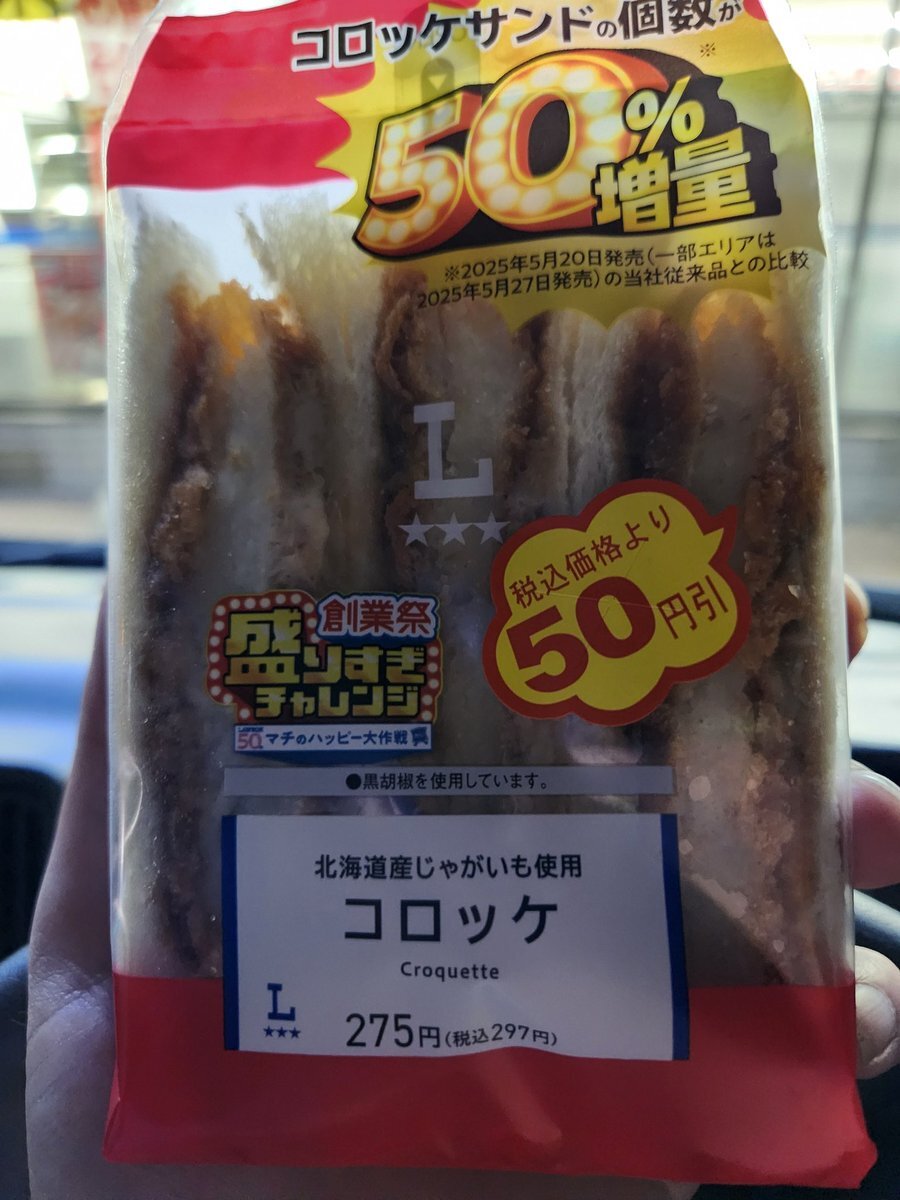 コロッケサンドの個数が
50%※
増量
※2025年5月20日発売(一部エリアは
2025年5月27日発売)の当社従来品との比較
L
税込価格より
50円引
創業祭
盛りすぎ
チャレンジ
LAWSON
50th マチのハッピー大作戦
●黒胡椒を使用しています。
北海道産じゃがいも使用
コロッケ
Croquette
L
275円(税込297円)